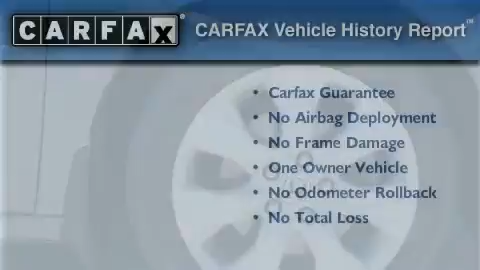 CARFAX® CARFAX Vehicle History Report™
• Carfax Guarantee
• No Airbag Deployment
• No Frame Damage
• One Owner Vehicle
• No Odometer Rollback
• No Total Loss